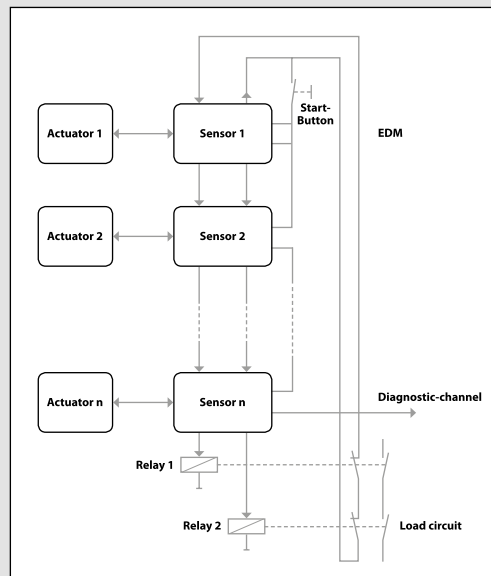 Start-
Button
Actuator 1
Sensor 1
EDM
Actuator 2
Sensor 2
Actuator n
Sensor n
Diagnostic-channel
Relay 1
Relay 2
Load circuit